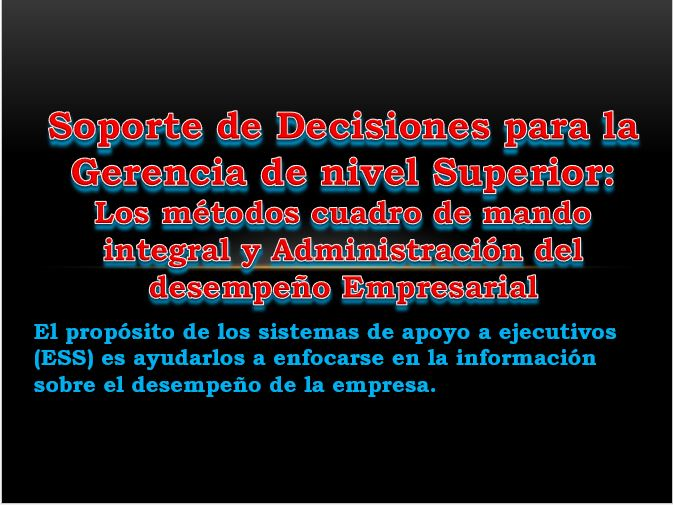 Soporte de Decisiones para la
Gerencia de nivel Superior:
Los métodos cuadro de mando
integral y Administración del
desempeño Empresarial
El propósito de los sistemas de apoyo a ejecutivos
(ESS) es ayudarlos a enfocarse en la información
sobre el desempeño de la empresa.